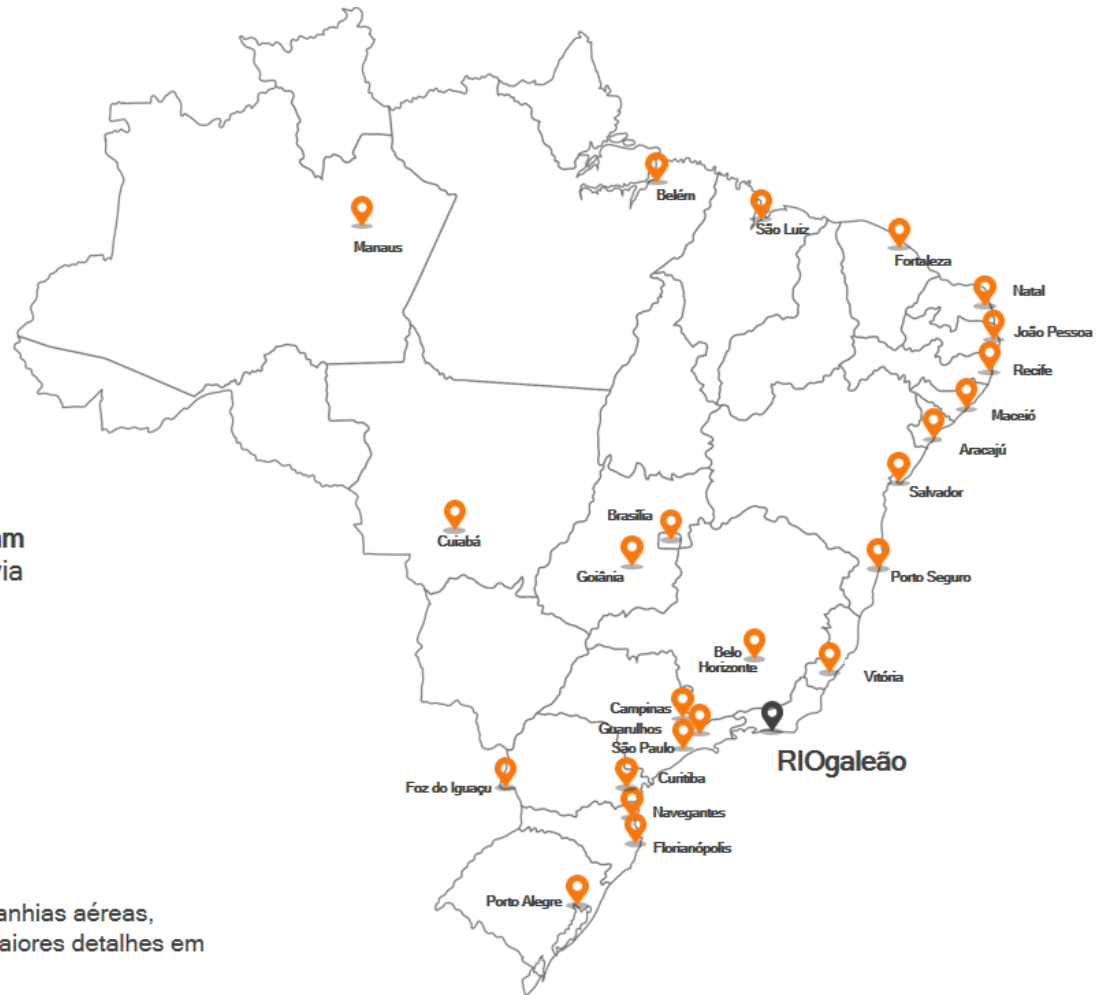 Belém
São Luiz
Manaus
Fortaleza
Natal
João Pessoa
Recife
Maceió
Aracajú
Salvador
Brasília
Cuiabá
Goiânia
Porto Seguro
am
via
Belo
Horizonte
Vitória
Campinas
Guarulhos
São Paulo
RIOgaleão
Curitiba
Foz do Iguaçu
Navegantes
Florianópolis
Porto Alegre
anhias aéreas,
aiores detalhes em